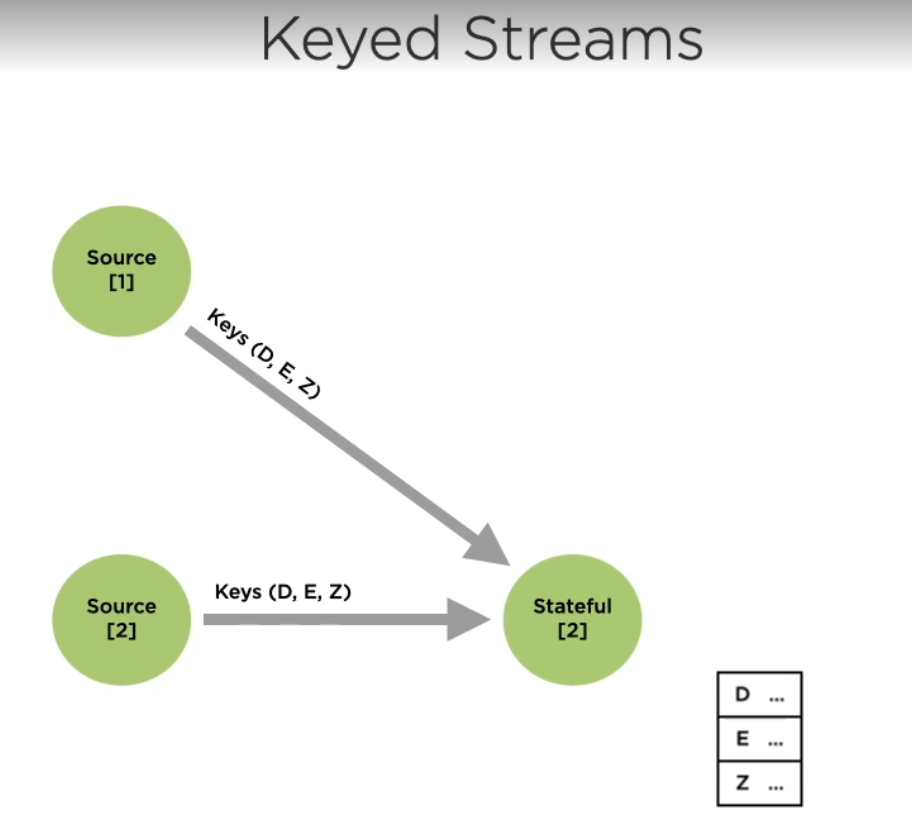 Keyed Streams
Source
[1]
Keys (D, E, Z)
Keys (D, E, Z)
Source
[2]
Stateful
[2]
D ...
E ...
Z ...